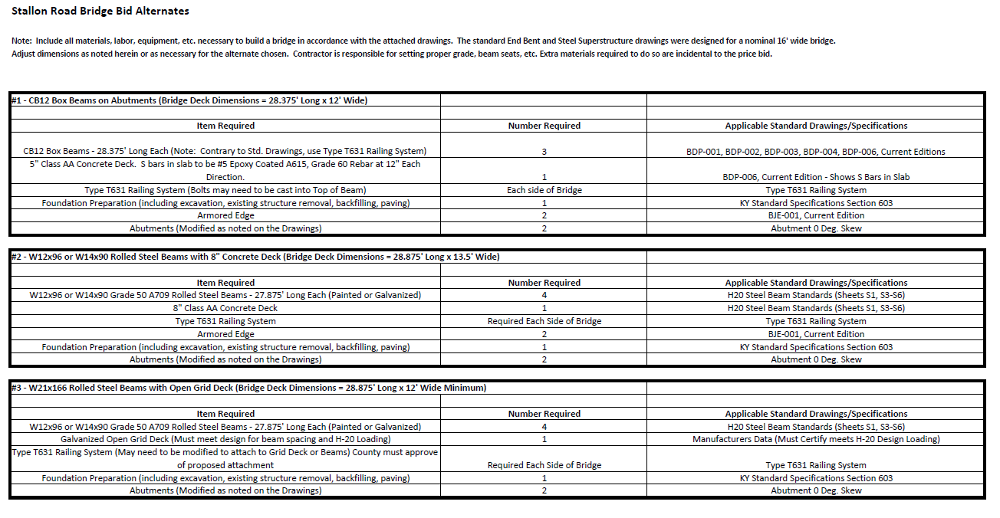 Stallon Road Bridge Bid Alternates
Note:  Include all materials, labor, equipment, etc. necessary to build a bridge in accordance with the attached drawings.  The standard End Bent and Steel Superstructure drawings were designed for a nominal 16' wide bridge.
Adjust dimensions as noted herein or as necessary for the alternate chosen.  Contractor is responsible for setting proper grade, beam seats, etc. Extra materials required to do so are incidental to the price bid.
#1 - CB12 Box Beams on Abutments (Bridge Deck Dimensions = 28.375' Long x 12' Wide)
Item Required Number Required Applicable Standard Drawings/Specifications
CB12 Box Beams - 28.375' Long Each (Note:  Contrary to Std. Drawings, use Type T631 Railing System) 3 BDP-001, BDP-002, BDP-003, BDP-004, BDP-006, Current Editions
5" Class AA Concrete Deck.  S bars in slab to be #5 Epoxy Coated A615, Grade 60 Rebar at 12" Each
Direction. 1 BDP-006, Current Edition - Shows S Bars in Slab
Type T631 Railing System (Bolts may need to be cast into Top of Beam) Each side of Bridge Type T631 Railing System
Foundation Preparation (including excavation, existing structure removal, backfilling, paving) 1 KY Standard Specifications Section 603
Armored Edge 2 BJE-001, Current Edition
Abutments (Modified as noted on the Drawings) 2 Abutment 0 Deg. Skew
#2 - W12x96 or W14x90 Rolled Steel Beams with 8" Concrete Deck (Bridge Deck Dimensions = 28.875' Long x 13.5' Wide)
Item Required Number Required Applicable Standard Drawings/Specifications
W12x96 or W14x90 Grade 50 A709 Rolled Steel Beams - 27.875' Long Each (Painted or Galvanized) 4 H20 Steel Beam Standards (Sheets S1, S3-S6)
8" Class AA Concrete Deck 1 H20 Steel Beam Standards (Sheets S1, S3-S6)
Type T631 Railing System Required Each Side of Bridge Type T631 Railing System
Armored Edge 2 BJE-001, Current Edition
Foundation Preparation (including excavation, existing structure removal, backfilling, paving) 1 KY Standard Specifications Section 603
Abutments (Modified as noted on the Drawings) 2 Abutment 0 Deg. Skew
#3 - W21x166 Rolled Steel Beams with Open Grid Deck (Bridge Deck Dimensions = 28.875' Long x 12' Wide Minimum)
Item Required Number Required Applicable Standard Drawings/Specifications
W12x96 or W14x90 Grade 50 A709 Rolled Steel Beams - 27.875' Long Each (Painted or Galvanized) 4 H20 Steel Beam Standards (Sheets S1, S3-S6)
Galvanized Open Grid Deck (Must meet design for beam spacing and H-20 Loading) 1 Manufacturers Data (Must Certify meets H-20 Design Loading)
Type T631 Railing System (May need to be modified to attach to Grid Deck or Beams) County must approve
of proposed attachment Required Each Side of Bridge Type T631 Railing System
Foundation Preparation (including excavation, existing structure removal, backfilling, paving) 1 KY Standard Specifications Section 603
Abutments (Modified as noted on the Drawings) 2 Abutment 0 Deg. Skew